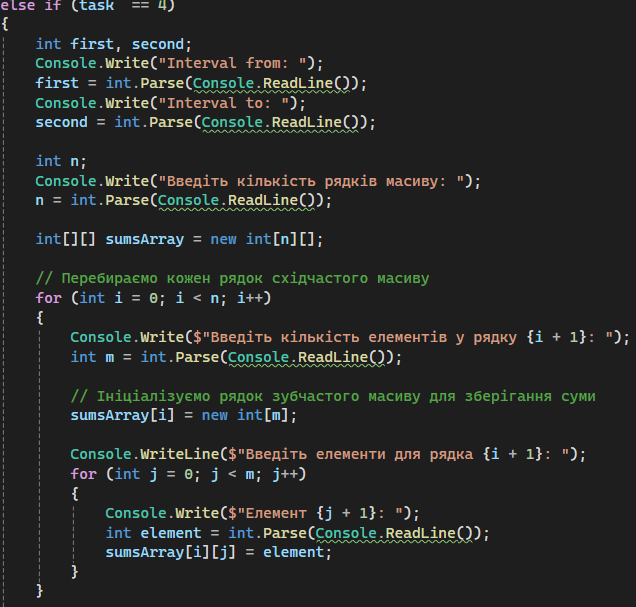 else if (task  == 4)
{
    int first, second;
    Console.Write("Interval from: ");
    first = int.Parse(Console.ReadLine());
    Console.Write("Interval to: ");
    second = int.Parse(Console.ReadLine());

    int n;
    Console.Write("Введіть кількість рядків масиву: ");
    n = int.Parse(Console.ReadLine());

    int[][] sumsArray = new int[n][];

    // Перебираємо кожен рядок східчастого масиву
    for (int i = 0; i < n; i++)
    {
        Console.Write($"Введіть кількість елементів у рядку {i + 1}: ");
        int m = int.Parse(Console.ReadLine());

        // Ініціалізуємо рядок зубчастого масиву для зберігання суми
        sumsArray[i] = new int[m];

        Console.WriteLine($"Введіть елементи для рядка {i + 1}: ");
        for (int j = 0; j < m; j++)
        {
            Console.Write($"Елемент {j + 1}: ");
            int element = int.Parse(Console.ReadLine());
            sumsArray[i][j] = element;
        }
    }